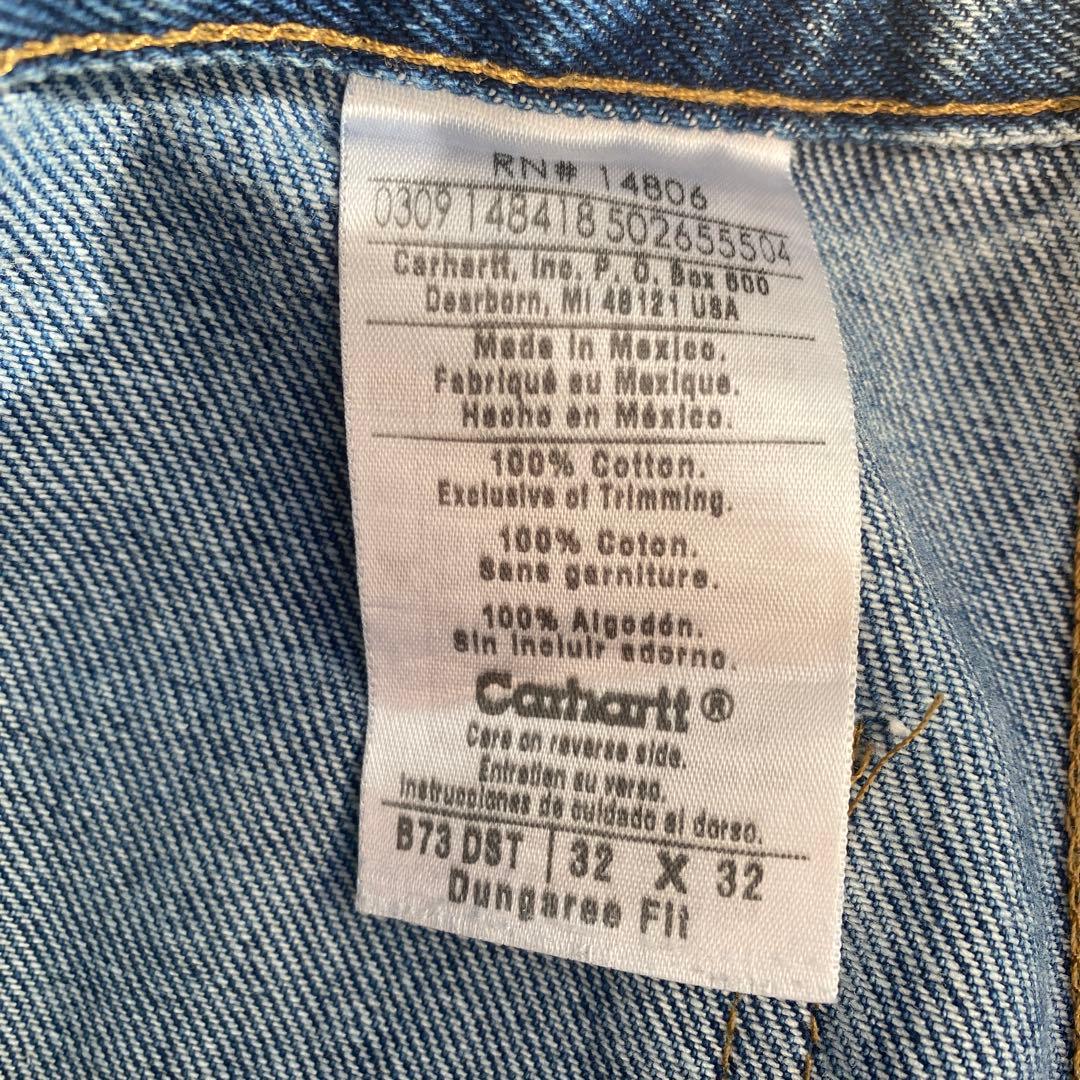 RN# 14806
0309 148418 502655504
Carhartt, Inc. P. O. Box 600
Dearborn, MI 48121 USA
Made in Mexico.
Fabriqué au Mexique.
Hecho en México.
100% Cotton.
Exclusive of Trimming.
100% Coton.
Sans garniture.
100% Algodón.
Sin incluir adorno.
Carhartt®
Care on reverse side.
Entretien au verso.
Instrucciones de cuidado al dorso.
B73 DST | 32 X 32
Dungaree Fit